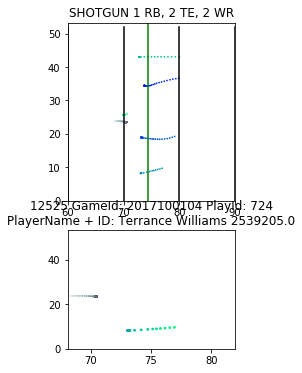 SHOTGUN 1 RB, 2 TE, 2 WR
50
40
30
20
10
0
60 70 80 90
12525 GameId: 2017100104 PlayId: 724
PlayerName + ID: Terrance Williams 2539205.0
40
20
0
70 75 80